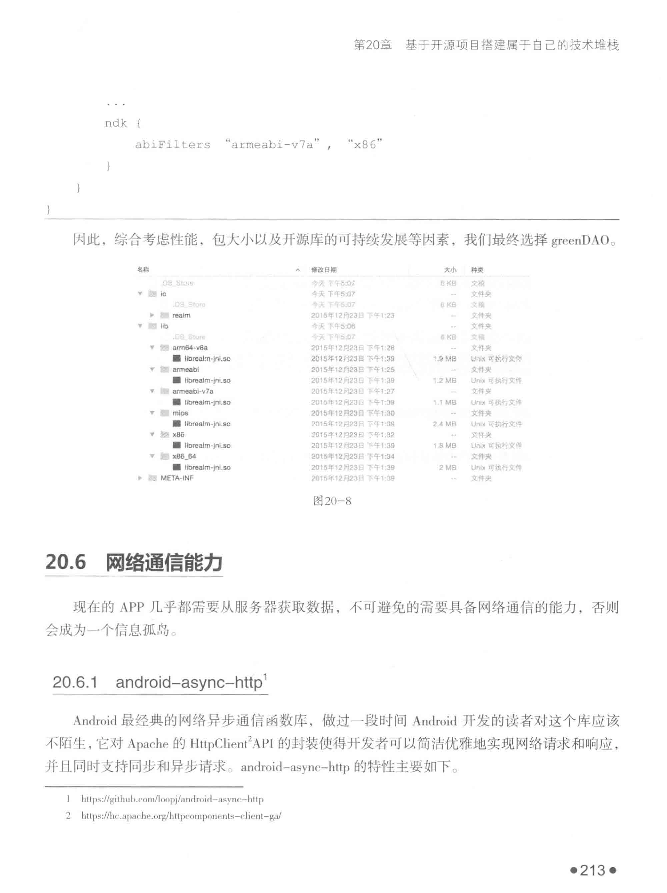 第20章 基于开源项目搭建属于自己的技术堆栈
...
ndk {
abiFilters “armeabi-v7a”, “x86”
}
}
}
因此，综合考虑性能，包大小以及开源库的可持续发展等因素，我们最终选择 greenDAO。
名称 修改日期 大小 种类
.DS_Store 今天 下午5:07 6 KB 文稿
io 今天 下午5:07 -- 文件夹
.DS_Store 今天 下午5:07 6 KB 文稿
realm 2015年12月23日 下午1:23 -- 文件夹
lib 今天 下午5:08 -- 文件夹
.DS_Store 今天 下午5:07 6 KB 文稿
arm64-v8a 2015年12月23日 下午1:26 -- 文件夹
librealm-jni.so 2015年12月23日 下午1:39 1.9 MB Unix 可执行文件
armeabi 2015年12月23日 下午1:25 -- 文件夹
librealm-jni.so 2015年12月23日 下午1:39 1.2 MB Unix 可执行文件
armeabi-v7a 2015年12月23日 下午1:27 -- 文件夹
librealm-jni.so 2015年12月23日 下午1:39 1.1 MB Unix 可执行文件
mips 2015年12月23日 下午1:30 -- 文件夹
librealm-jni.so 2015年12月23日 下午1:39 2.4 MB Unix 可执行文件
x86 2015年12月23日 下午1:32 -- 文件夹
librealm-jni.so 2015年12月23日 下午1:39 1.8 MB Unix 可执行文件
x86_64 2015年12月23日 下午1:34 -- 文件夹
librealm-jni.so 2015年12月23日 下午1:39 2 MB Unix 可执行文件
META-INF 2015年12月23日 下午1:39 -- 文件夹
图20-8
20.6 网络通信能力
现在的 APP 几乎都需要从服务器获取数据，不可避免的需要具备网络通信的能力，否则
会成为一个信息孤岛。
20.6.1 android-async-http1
Android 最经典的网络异步通信函数库，做过一段时间 Android 开发的读者对这个库应该
不陌生，它对 Apache 的 HttpClient2API 的封装使得开发者可以简洁优雅地实现网络请求和响应，
并且同时支持同步和异步请求。android-async-http 的特性主要如下。
1 https://github.com/loopj/android-async-http
2 https://hc.apache.org/httpcomponents-client-ga/
●213●